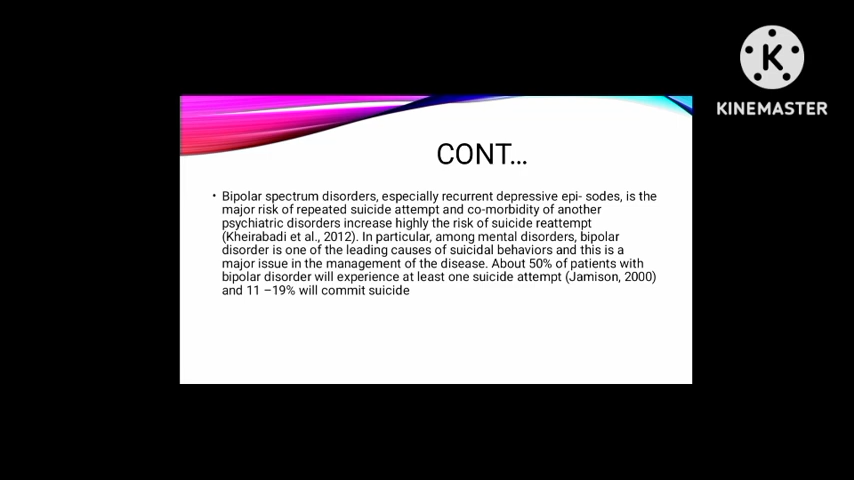 K
KINEMASTER
CONT...
• Bipolar spectrum disorders, especially recurrent depressive epi- sodes, is the
major risk of repeated suicide attempt and co-morbidity of another
psychiatric disorders increase highly the risk of suicide reattempt
(Kheirabadi et al., 2012). In particular, among mental disorders, bipolar
disorder is one of the leading causes of suicidal behaviors and this is a
major issue in the management of the disease. About 50% of patients with
bipolar disorder will experience at least one suicide attempt (Jamison, 2000)
and 11 –19% will commit suicide